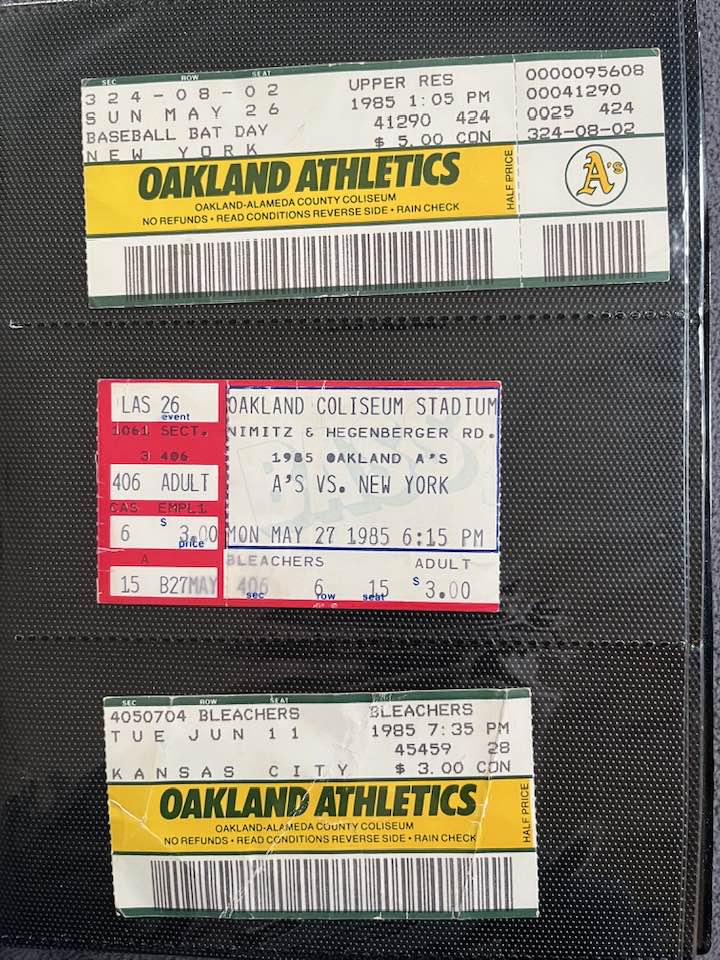 SEC ROW SEAT
324-08-02
SUN MAY 26
BASEBALL BAT DAY
NEW YORK
UPPER RES
1985 1:05 PM
41290 424
$ 5.00 CON
0000095608
00041290
0025 424
324-08-02
OAKLAND ATHLETICS
OAKLAND-ALAMEDA COUNTY COLISEUM
NO REFUNDS • READ CONDITIONS REVERSE SIDE • RAIN CHECK
HALF PRICE
A's
LAS 26
event
1061 SECT.
3 406
406 ADULT
CAS EMPL1
6 $ 3.00
price
A
15 B27MAY
OAKLAND COLISEUM STADIUM
NIMITZ & HEGENBERGER RD.
1985 OAKLAND A'S
A'S VS. NEW YORK
BASS
MON MAY 27 1985 6:15 PM
BLEACHERS ADULT
406 6 15 $ 3.00
sec row seat
SEC ROW SEAT
4050704 BLEACHERS
TUE JUN 11
KANSAS CITY
BLEACHERS
1985 7:35 PM
45459 28
$ 3.00 CON
OAKLAND ATHLETICS
OAKLAND-ALAMEDA COUNTY COLISEUM
NO REFUNDS • READ CONDITIONS REVERSE SIDE • RAIN CHECK
HALF PRICE